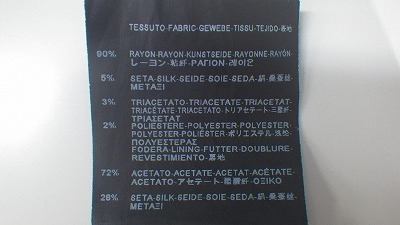 TESSUTO-FABRIC-GEWEBE-TISSU-TEJIDO-表地
90% RAYON-RAYON-KUNSTSEIDE-RAYONNE-RAYÓN-
レーヨン-粘纤-ΡΑΓΙΟΝ-레이온
5% SETA-SILK-SEIDE-SOIE-SEDA-絹-桑蚕丝-
ΜΕΤΑΞΙ
3% TRIACETATO-TRIACETATE-TRIACETAT-
TRIACÉTATE-TRIACETATO-トリアセテート-三醋纤-
ΤΡΙΑΣΕΤΑΤ
2% POLIESTERE-POLYESTER-POLYESTER-
POLYESTER-POLIÉSTER-ポリエステル-涤纶-
ΠΟΛΥΕΣΤΕΡΑΣ
FODERA-LINING-FUTTER-DOUBLURE-
REVESTIMIENTO-裏地
72% ACETATO-ACETATE-ACETAT-ACÉTATE-
ACETATO-アセテート-醋酯纤-ΟΞΙΚΟ
28% SETA-SILK-SEIDE-SOIE-SEDA-絹-桑蚕丝-
ΜΕΤΑΞΙ